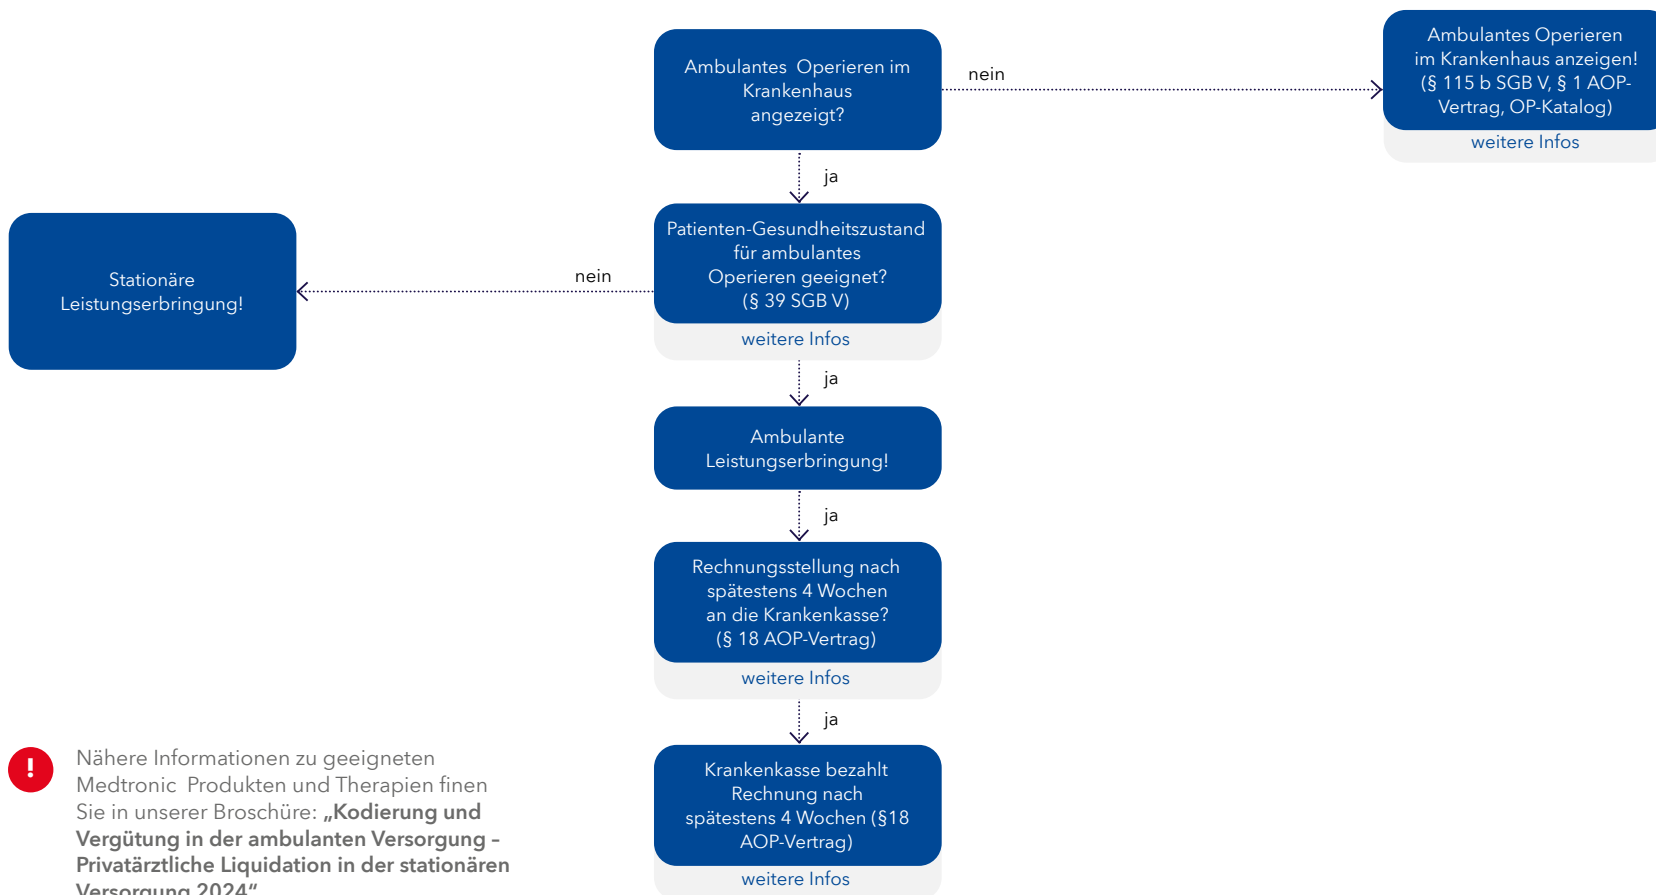 Ambulantes Operieren im
Krankenhaus
angezeigt?
nein
Ambulantes Operieren
im Krankenhaus anzeigen!
(§ 115 b SGB V, § 1 AOP-
Vertrag, OP-Katalog)
weitere Infos
ja
Patienten-Gesundheitszustand
für ambulantes
Operieren geeignet?
(§ 39 SGB V)
weitere Infos
nein
Stationäre
Leistungserbringung!
ja
Ambulante
Leistungserbringung!
ja
Rechnungsstellung nach
spätestens 4 Wochen
an die Krankenkasse?
(§ 18 AOP-Vertrag)
weitere Infos
ja
Krankenkasse bezahlt
Rechnung nach
spätestens 4 Wochen (§18
AOP-Vertrag)
weitere Infos
!
Nähere Informationen zu geeigneten
Medtronic Produkten und Therapien finen
Sie in unserer Broschüre: „Kodierung und
Vergütung in der ambulanten Versorgung –
Privatärztliche Liquidation in der stationären
Versorgung 2024"